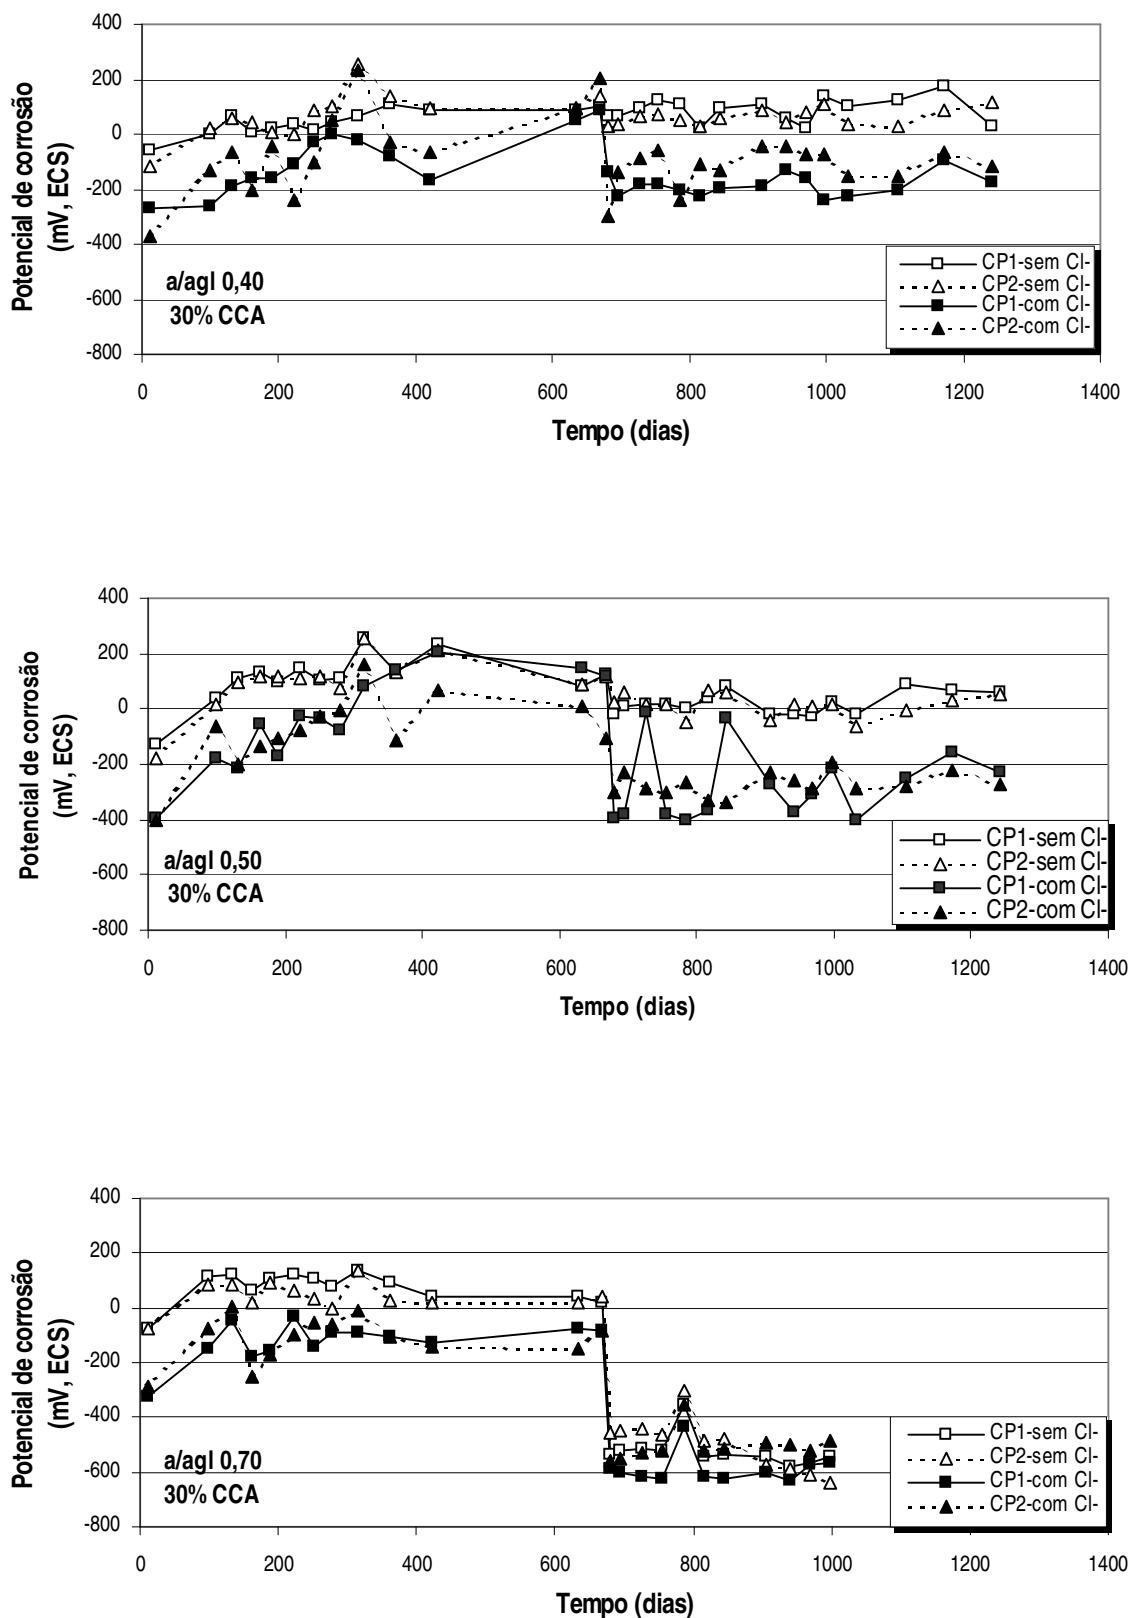 400
200
0
-200
-400
-600
-800
Potencial de corrosão
(mV, ECS)
a/agl 0,40
30% CCA
CP1-sem Cl-
CP2-sem Cl-
CP1-com Cl-
CP2-com Cl-
0 200 400 600 800 1000 1200 1400
Tempo (dias)
400
200
0
-200
-400
-600
-800
Potencial de corrosão
(mV, ECS)
a/agl 0,50
30% CCA
CP1-sem Cl-
CP2-sem Cl-
CP1-com Cl-
CP2-com Cl-
0 200 400 600 800 1000 1200 1400
Tempo (dias)
400
200
0
-200
-400
-600
-800
Potencial de corrosão
(mV, ECS)
a/agl 0,70
30% CCA
CP1-sem Cl-
CP2-sem Cl-
CP1-com Cl-
CP2-com Cl-
0 200 400 600 800 1000 1200 1400
Tempo (dias)